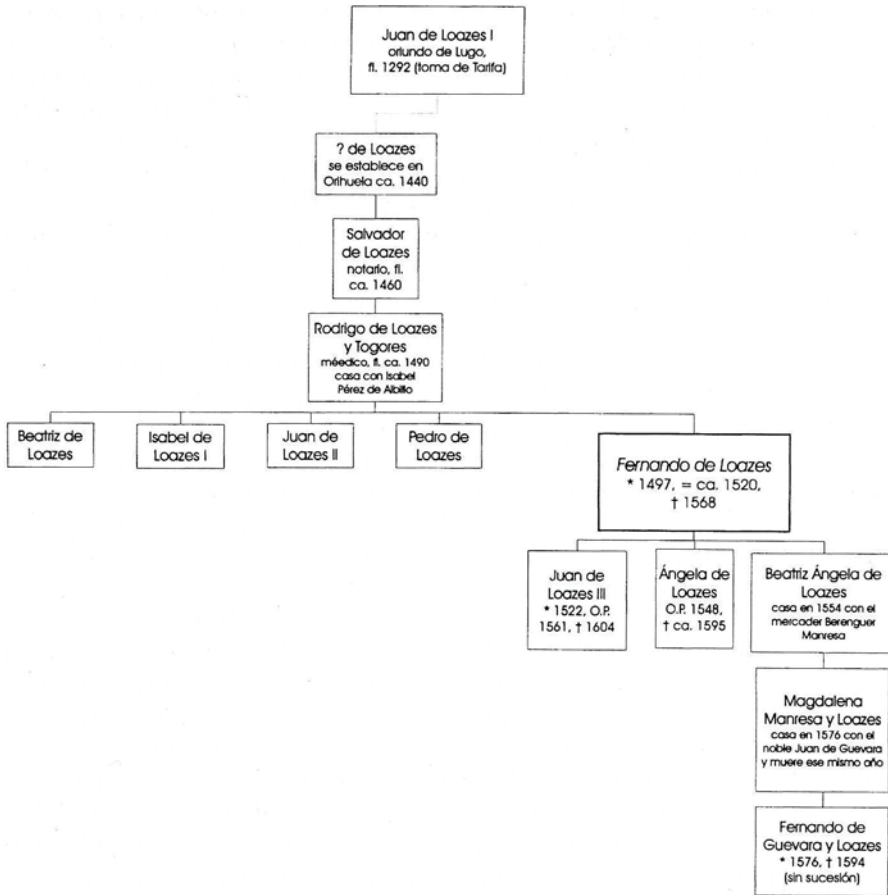 Juan de Loazes I
oriundo de Lugo,
fl. 1292 (toma de Tarifa)
? de Loazes
se establece en
Orihuela ca. 1440
Salvador
de Loazes
notario, fl.
ca. 1460
Rodrigo de Loazes
y Togores
méedico, fl. ca. 1490
casa con Isabel
Pérez de Albillo
Beatriz de
Loazes
Isabel de
Loazes I
Juan de
Loazes II
Pedro de
Loazes
Fernando de Loazes
* 1497, = ca. 1520,
† 1568
Juan de
Loazes III
* 1522, O.P.
1561, † 1604
Ángela de
Loazes
O.P. 1548,
† ca. 1595
Beatriz Ángela de
Loazes
casa en 1554 con el
mercader Berenguer
Manresa
Magdalena
Manresa y Loazes
casa en 1576 con el
noble Juan de Guevara
y muere ese mismo año
Fernando de
Guevara y Loazes
* 1576, † 1594
(sin sucesión)